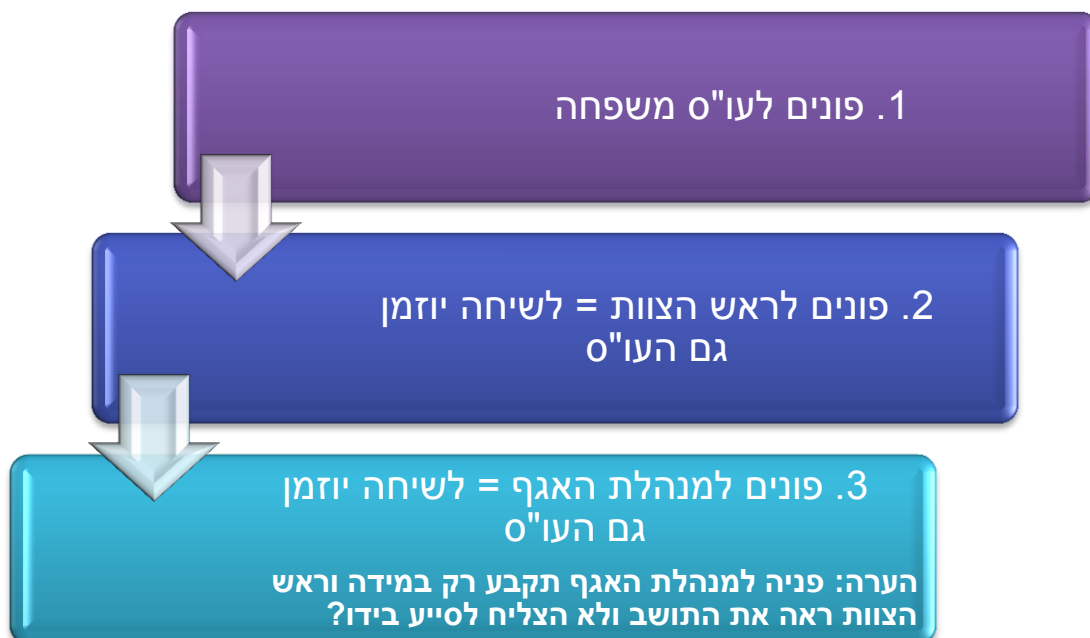 1. פונים לעו"ס משפחה
2. פונים לראש הצוות = לשיחה יוזמן
גם העו"ס
3. פונים למנהלת האגף = לשיחה יוזמן
גם העו"ס
הערה: פניה למנהלת האגף תקבע רק במידה וראש
הצוות ראה את התושב ולא הצליח לסייע בידו?